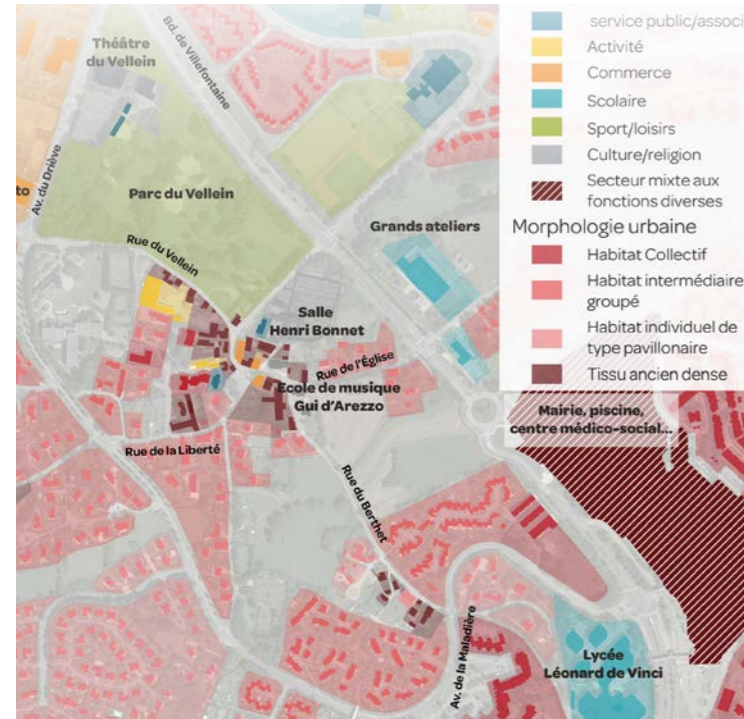 Théâtre
du Vellein
Bd. de Villefontaine
Av. du Driève
to
Parc du Vellein
Rue du Vellein
Grands ateliers
Salle
Henri Bonnet
Rue de l'Église
Ecole de musique
Gui d'Arezzo
Rue de la Liberté
Rue du Berthet
Av. de la Maladière
Mairie, piscine,
centre médico-social...
Lycée
Léonard de Vinci
service public/associ
Activité
Commerce
Scolaire
Sport/loisirs
Culture/religion
Secteur mixte aux
fonctions diverses
Morphologie urbaine
Habitat Collectif
Habitat intermédiaire
groupé
Habitat individuel de
type pavillonaire
Tissu ancien dense